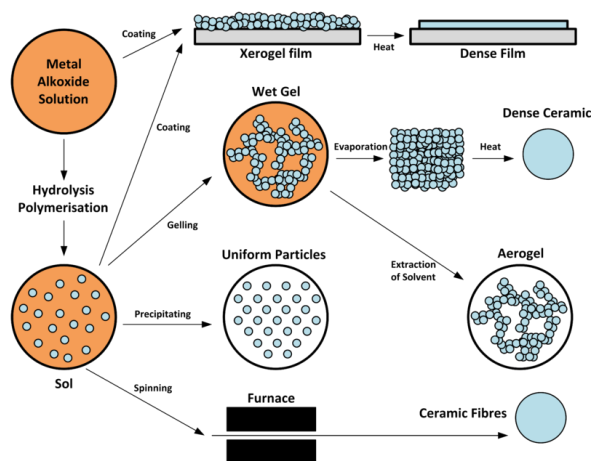 Coating
Xerogel film
Heat
Dense Film
Metal
Alkoxide
Solution
Coating
Wet Gel
Evaporation
Heat
Dense Ceramic
Hydrolysis
Polymerisation
Gelling
Uniform Particles
Extraction
of Solvent
Aerogel
Precipitating
Sol
Spinning
Furnace
Ceramic Fibres